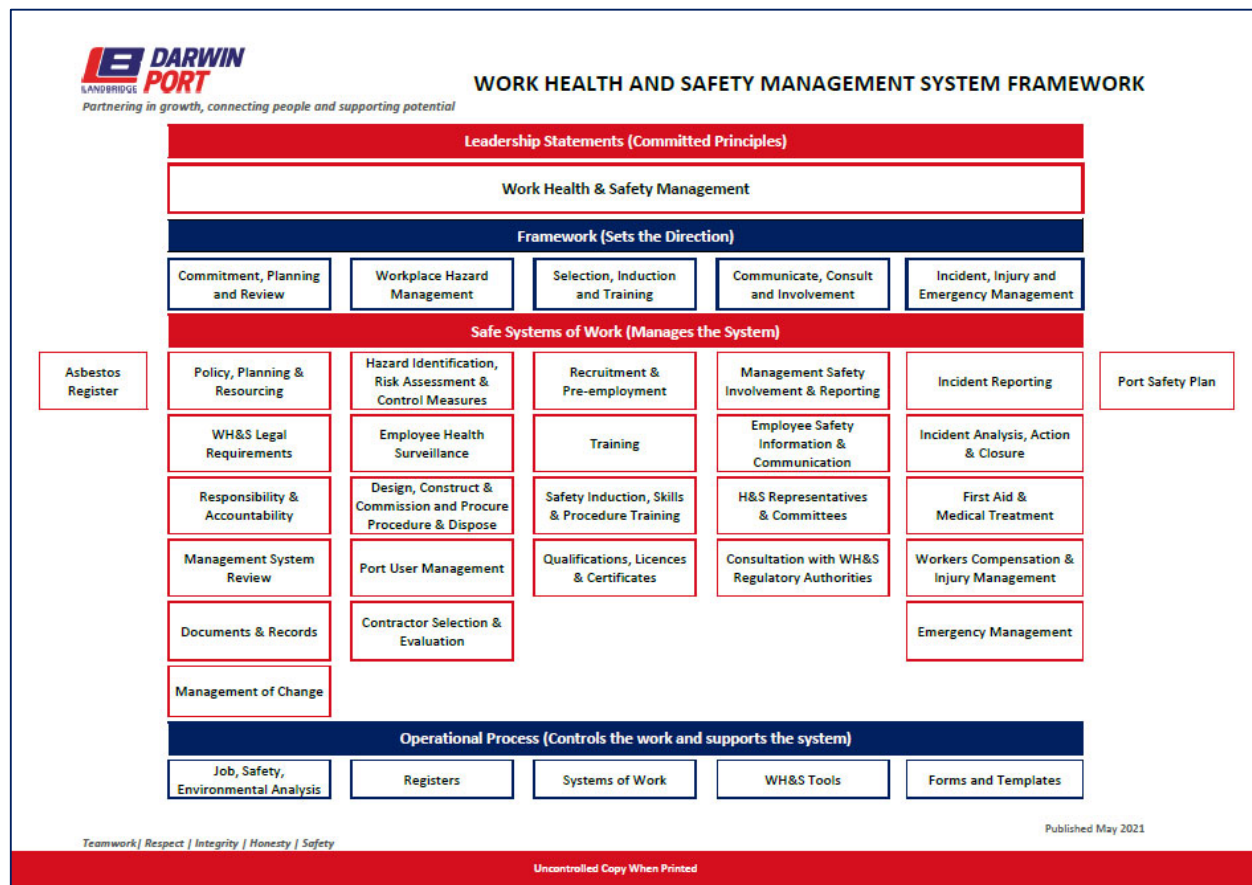 DARWIN
LANDBRIDGE PORT
Partnering in growth, connecting people and supporting potential
WORK HEALTH AND SAFETY MANAGEMENT SYSTEM FRAMEWORK
Leadership Statements (Committed Principles)
Work Health & Safety Management
Framework (Sets the Direction)
Commitment, Planning
and Review
Workplace Hazard
Management
Selection, Induction
and Training
Communicate, Consult
and Involvement
Incident, Injury and
Emergency Management
Safe Systems of Work (Manages the System)
Asbestos
Register
Policy, Planning &
Resourcing
Hazard Identification,
Risk Assessment &
Control Measures
Recruitment &
Pre-employment
Management Safety
Involvement & Reporting
Incident Reporting
Port Safety Plan
WH&S Legal
Requirements
Employee Health
Surveillance
Training
Employee Safety
Information &
Communication
Incident Analysis, Action
& Closure
Responsibility &
Accountability
Design, Construct &
Commission and Procure
Procedure & Dispose
Safety Induction, Skills
& Procedure Training
H&S Representatives
& Committees
First Aid &
Medical Treatment
Management System
Review
Port User Management
Qualifications, Licences
& Certificates
Consultation with WH&S
Regulatory Authorities
Workers Compensation &
Injury Management
Documents & Records
Contractor Selection &
Evaluation
Emergency Management
Management of Change
Operational Process (Controls the work and supports the system)
Job, Safety,
Environmental Analysis
Registers
Systems of Work
WH&S Tools
Forms and Templates
Published May 2021
Teamwork| Respect | Integrity | Honesty | Safety
Uncontrolled Copy When Printed